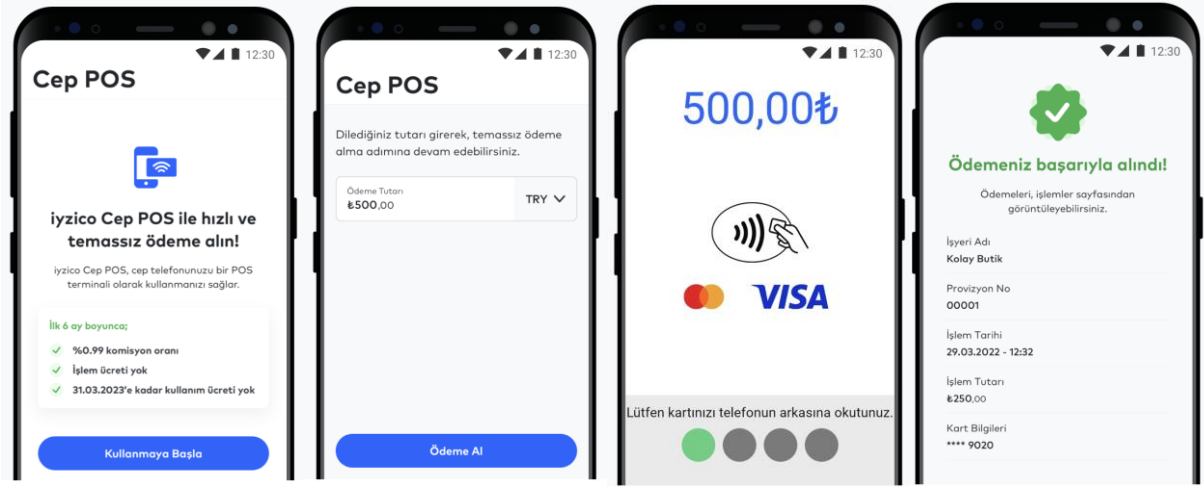 12:30
Cep POS
iyzico Cep POS ile hızlı ve
temassız ödeme alın!
iyzico Cep POS, cep telefonunuzu bir POS
terminali olarak kullanmanızı sağlar.
İlk 6 ay boyunca;
%0.99 komisyon oranı
İşlem ücreti yok
31.03.2023'e kadar kullanım ücreti yok
Kullanmaya Başla
12:30
Cep POS
Dilediğiniz tutarı girerek, temassız ödeme
alma adımına devam edebilirsiniz.
Ödeme Tutarı
₺500,00
TRY
Ödeme Al
12:30
500,00₺
VISA
Lütfen kartınızı telefonun arkasına okutunuz.
12:30
Ödemeniz başarıyla alındı!
Ödemeleri, işlemler sayfasından
görüntüleyebilirsiniz.
İşyeri Adı
Kolay Butik
Provizyon No
00001
İşlem Tarihi
29.03.2022 - 12:32
İşlem Tutarı
₺250,00
Kart Bilgileri
**** 9020